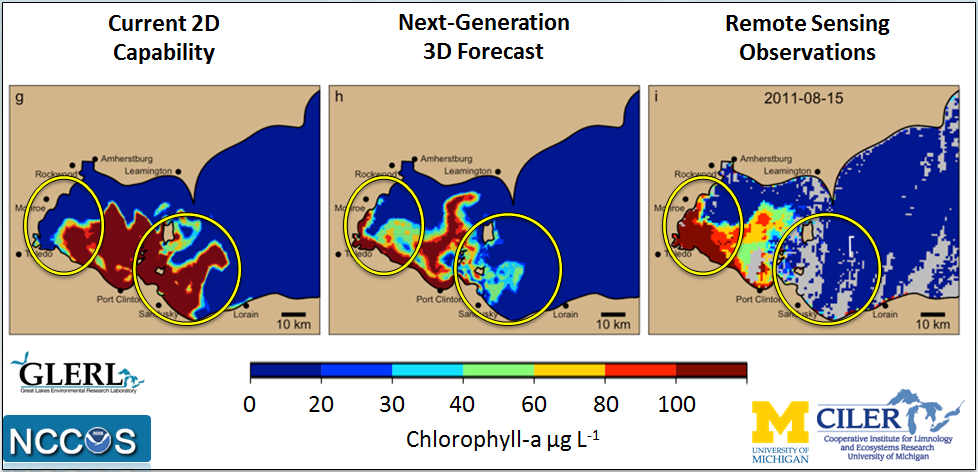 Current 2D
Capability
Next-Generation
3D Forecast
Remote Sensing
Observations
g
Amherstburg
Rockwood
Leamington
Monroe
Toledo
Port Clinton
Sandusky
Lorain
10 km
h
Amherstburg
Rockwood
Leamington
Monroe
Toledo
Port Clinton
Sandusky
Lorain
10 km
i
2011-08-15
Amherstburg
Rockwood
Leamington
Monroe
Toledo
Port Clinton
Sandusky
Lorain
10 km
GLERL
Great Lakes Environmental Research Laboratory
0 20 30 40 60 80 100
Chlorophyll-a µg L-1
NCCOS
M
UNIVERSITY OF
MICHIGAN
CILER
Cooperative Institute for Limnology
and Ecosystems Research
University of Michigan